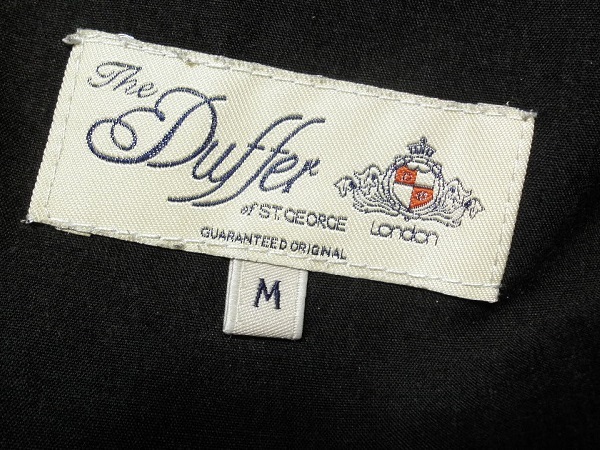 The
Duffer
of ST. GEORGE
GUARANTEED ORIGINAL
London
M